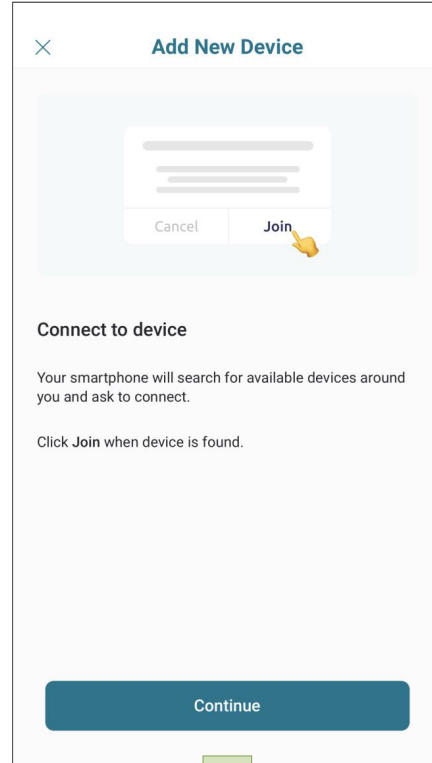 Add New Device
Cancel Join
Connect to device
Your smartphone will search for available devices around
you and ask to connect.
Click Join when device is found.
Continue